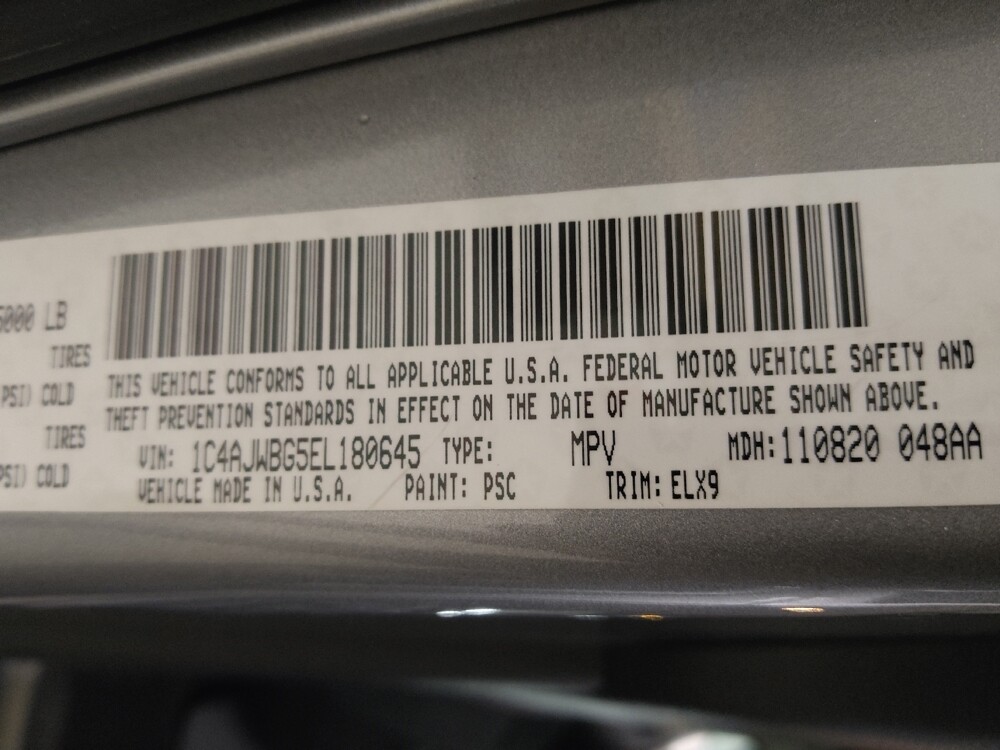 000 LB
TIRES
PSI) COLD
TIRES
PSI) COLD
THIS VEHICLE CONFORMS TO ALL APPLICABLE U.S.A. FEDERAL MOTOR VEHICLE SAFETY AND
THEFT PREVENTION STANDARDS IN EFFECT ON THE DATE OF MANUFACTURE SHOWN ABOVE.
VIN: 1C4AJWBG5EL180645 TYPE: MPV MDH:110820 048AA
VEHICLE MADE IN U.S.A. PAINT: PSC TRIM: ELX9